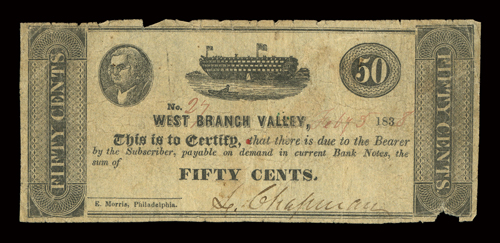 FIFTY CENTS
50
FIFTY CENTS
No. 27
WEST BRANCH VALLEY, 1838
This is to Certify, that there is due to the Bearer
by the Subscriber, payable on demand in current Bank Notes, the
sum of
FIFTY CENTS.
E. Morris, Philadelphia.
L. Chapman